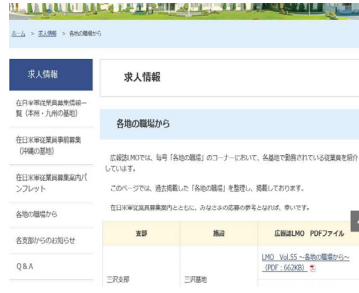 ホーム > 求人情報 > 各地の職場から
求人情報
在日米軍従業員募集情報一
覧（本州・九州の基地）
在日米軍従業員事前募集
（沖縄の基地）
在日米軍従業員募集案内パ
ンフレット
各地の職場から
各支部からのお知らせ
Q&A
求人情報
各地の職場から
広報誌LMOでは、毎号「各地の職場」のコーナーにおいて、各基地で勤務されている従業員を紹介
しています。
このページでは、過去掲載した「各地の職場」を整理し、掲載しております。
在日米軍従業員募集案内とともに、みなさまの応募の参考となれば、幸いです。
支部 施設 広報誌LMO PDFファイル
LMO Vol.55 ～各地の職場から～
（PDF：662KB）
三沢支部 三沢基地